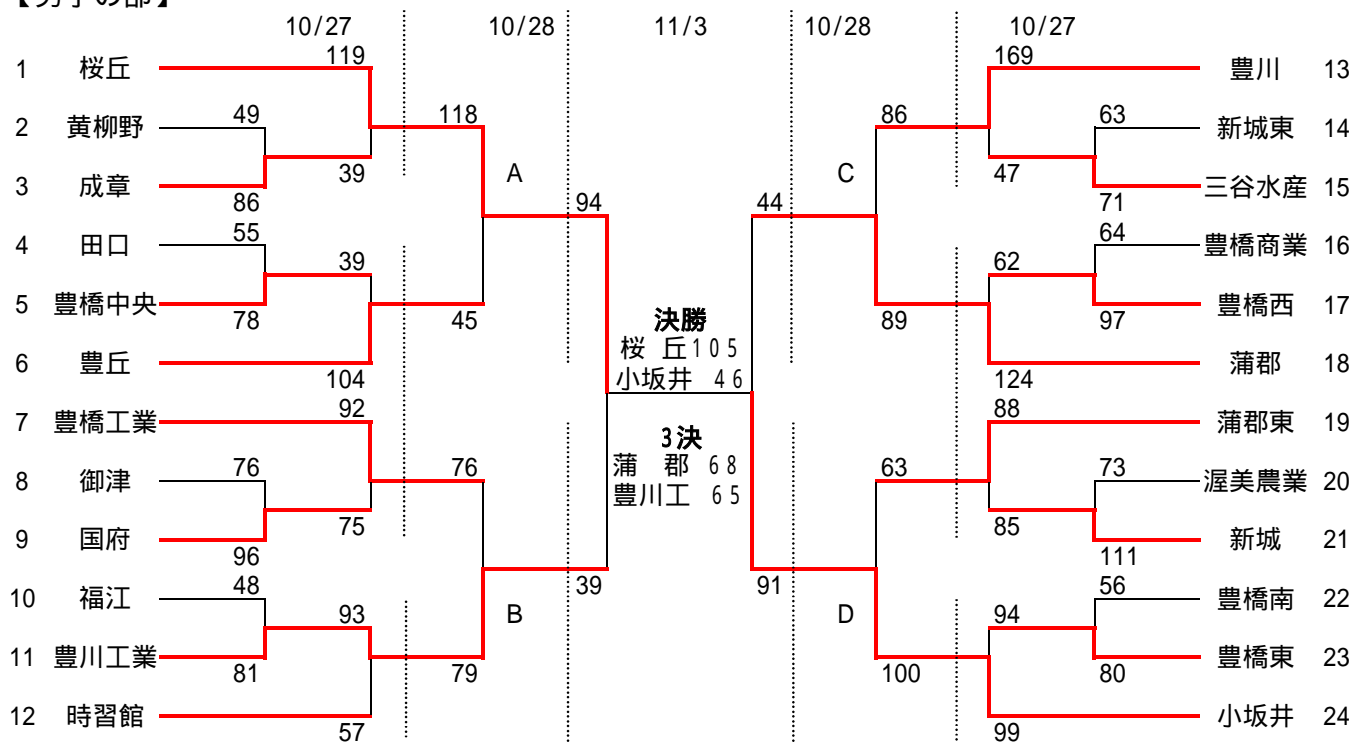 【男子の部】
10/27 10/28 11/3 10/28 10/27
119 169
1 桜丘 豊川 13
49 118 86 63
2 黄柳野 新城東 14
39 A C 47
3 成章 三谷水産 15
86 94 44 71
55 64
4 田口 豊橋商業 16
39 62
5 豊橋中央 豊橋西 17
78 45 決勝 89 97
桜 丘105
6 豊丘 蒲郡 18
104 小坂井 46 124
92 88
7 豊橋工業 蒲郡東 19
3決
76 76 蒲 郡 68 63 73
8 御津 渥美農業 20
豊川工 65
75 85
9 国府 新城 21
96 111
48 39 91 56
10 福江 豊橋南 22
93 B D 94
11 豊川工業 豊橋東 23
81 79 100 80
12 時習館 小坂井 24
57 99